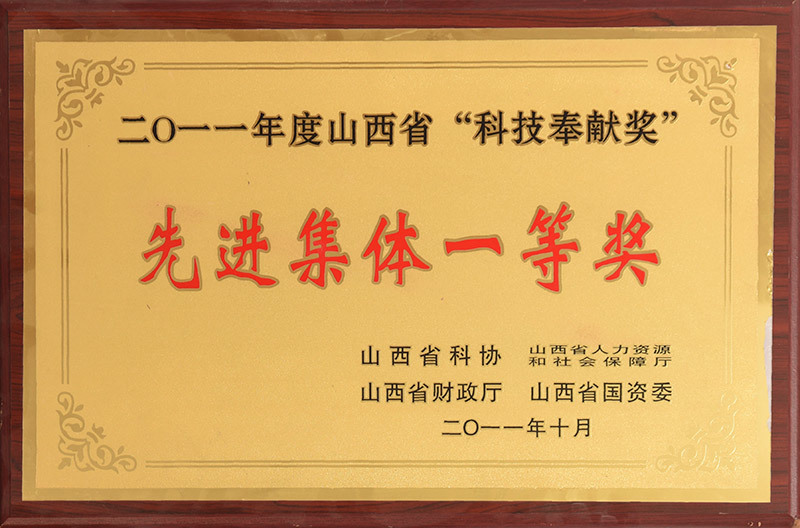 二〇一一年度山西省“科技奉献奖”
先进集体一等奖
山西省科协 山西省人力资源和社会保障厅
山西省财政厅 山西省国资委
二〇一一年十月